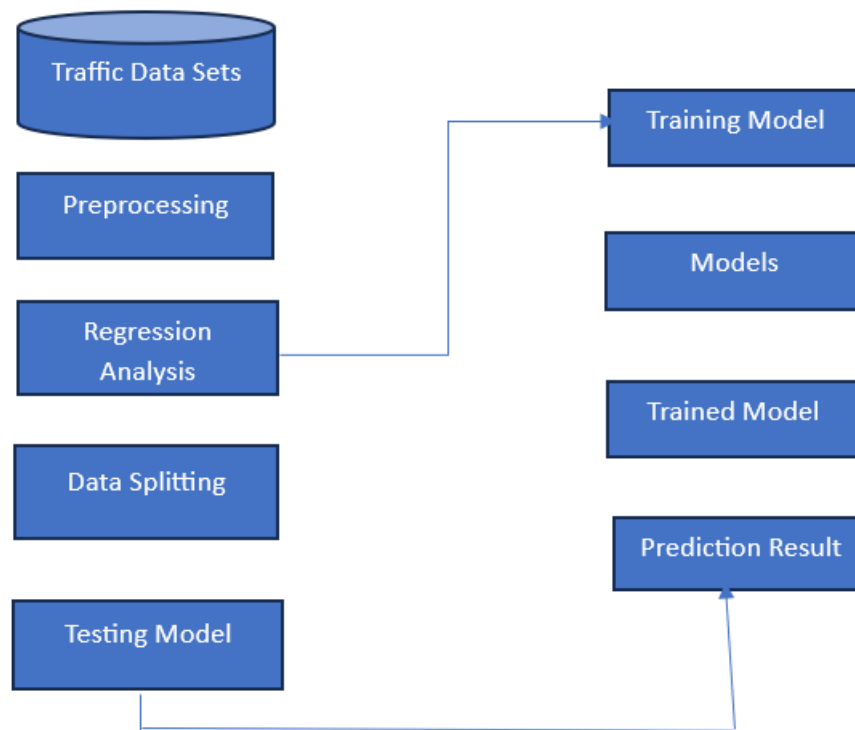 Traffic Data Sets
Preprocessing
Regression
Analysis
Data Splitting
Testing Model
Training Model
Models
Trained Model
Prediction Result